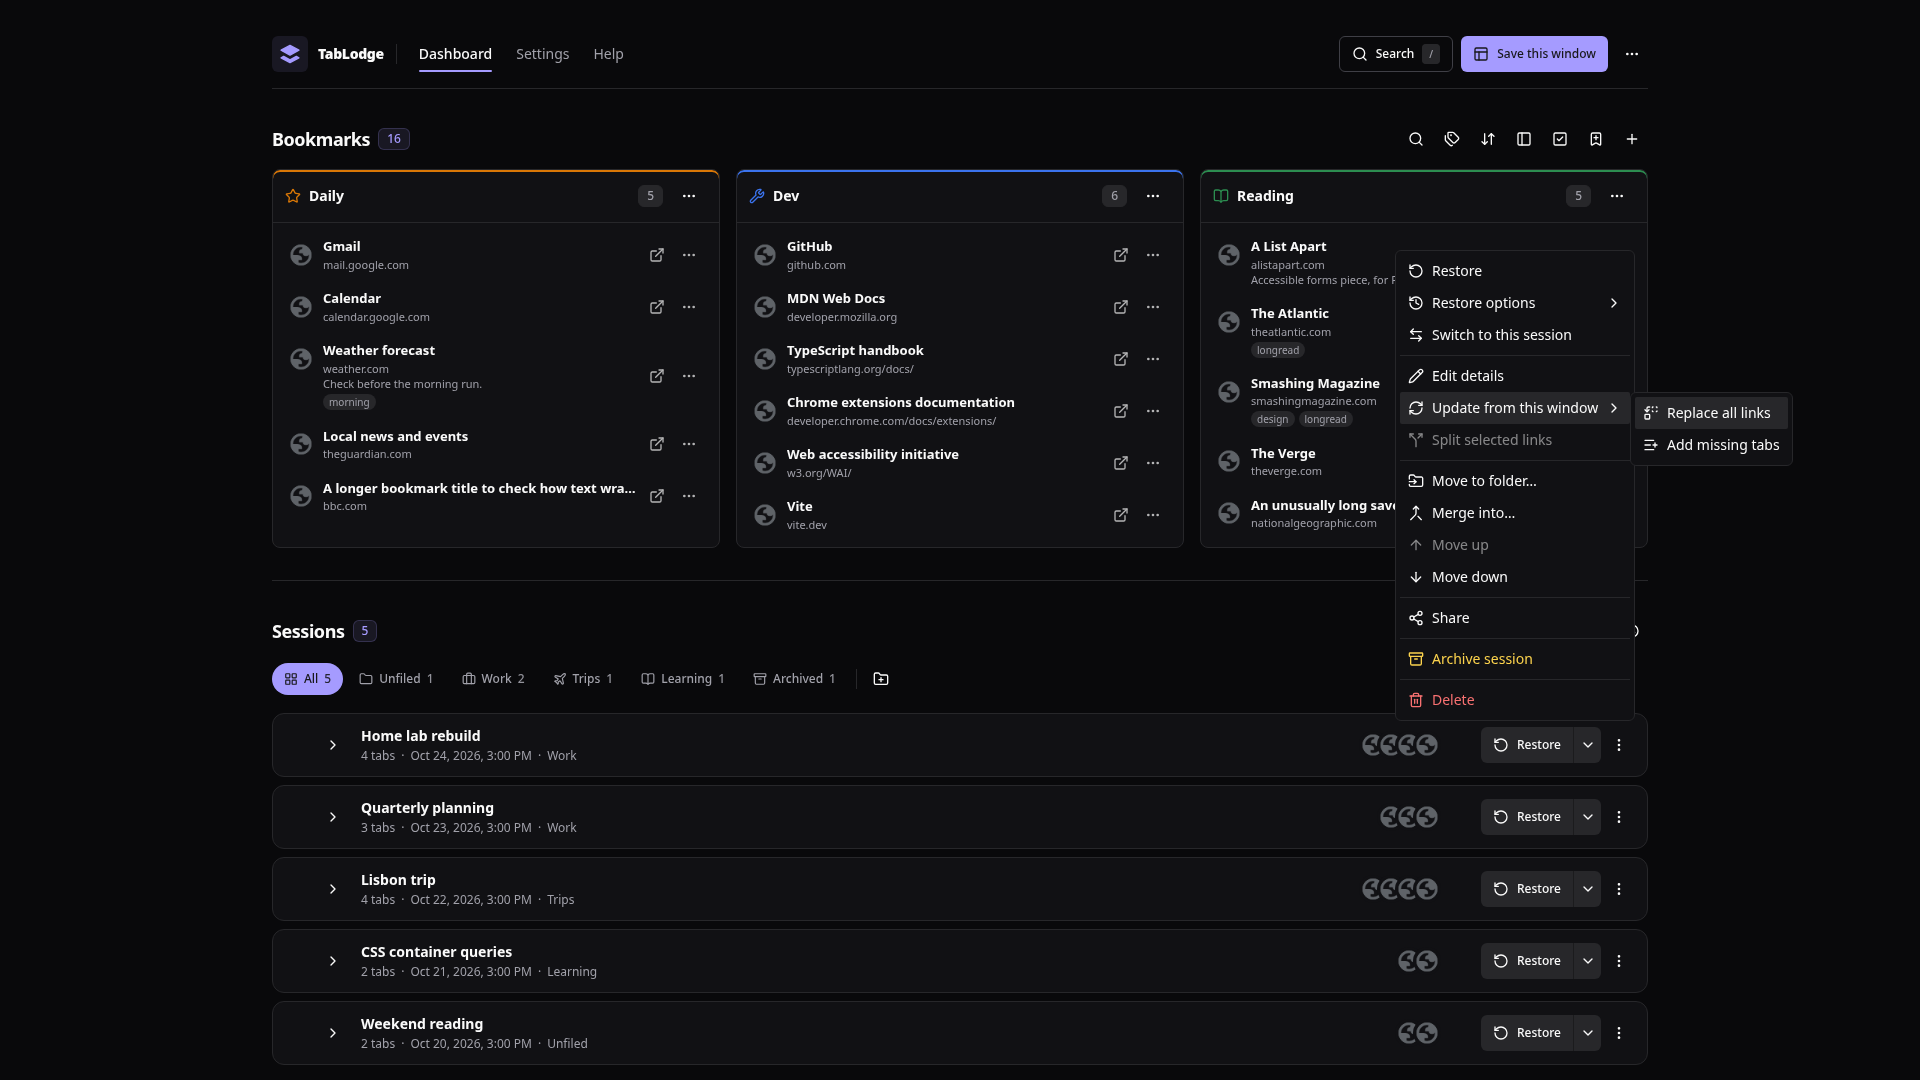 TabLodge
Dashboard
Settings
Help
Search /
Save this window
Bookmarks 16
Daily 5
Gmail
mail.google.com
Calendar
calendar.google.com
Weather forecast
weather.com
Check before the morning run.
morning
Local news and events
theguardian.com
A longer bookmark title to check how text wra...
bbc.com
Dev 6
GitHub
github.com
MDN Web Docs
developer.mozilla.org
TypeScript handbook
typescriptlang.org/docs/
Chrome extensions documentation
developer.chrome.com/docs/extensions/
Web accessibility initiative
w3.org/WAI/
Vite
vite.dev
Reading 5
A List Apart
alistapart.com
Accessible forms piece, for
The Atlantic
theatlantic.com
longread
Smashing Magazine
smashingmagazine.com
design longread
The Verge
theverge.com
An unusually long save
nationalgeographic.com
Restore
Restore options
Switch to this session
Edit details
Update from this window
Split selected links
Move to folder...
Merge into...
Move up
Move down
Share
Archive session
Delete
Replace all links
Add missing tabs
Sessions 5
All 5
Unfiled 1
Work 2
Trips 1
Learning 1
Archived 1
Home lab rebuild
4 tabs · Oct 24, 2026, 3:00 PM · Work
Restore
Quarterly planning
3 tabs · Oct 23, 2026, 3:00 PM · Work
Restore
Lisbon trip
4 tabs · Oct 22, 2026, 3:00 PM · Trips
Restore
CSS container queries
2 tabs · Oct 21, 2026, 3:00 PM · Learning
Restore
Weekend reading
2 tabs · Oct 20, 2026, 3:00 PM · Unfiled
Restore